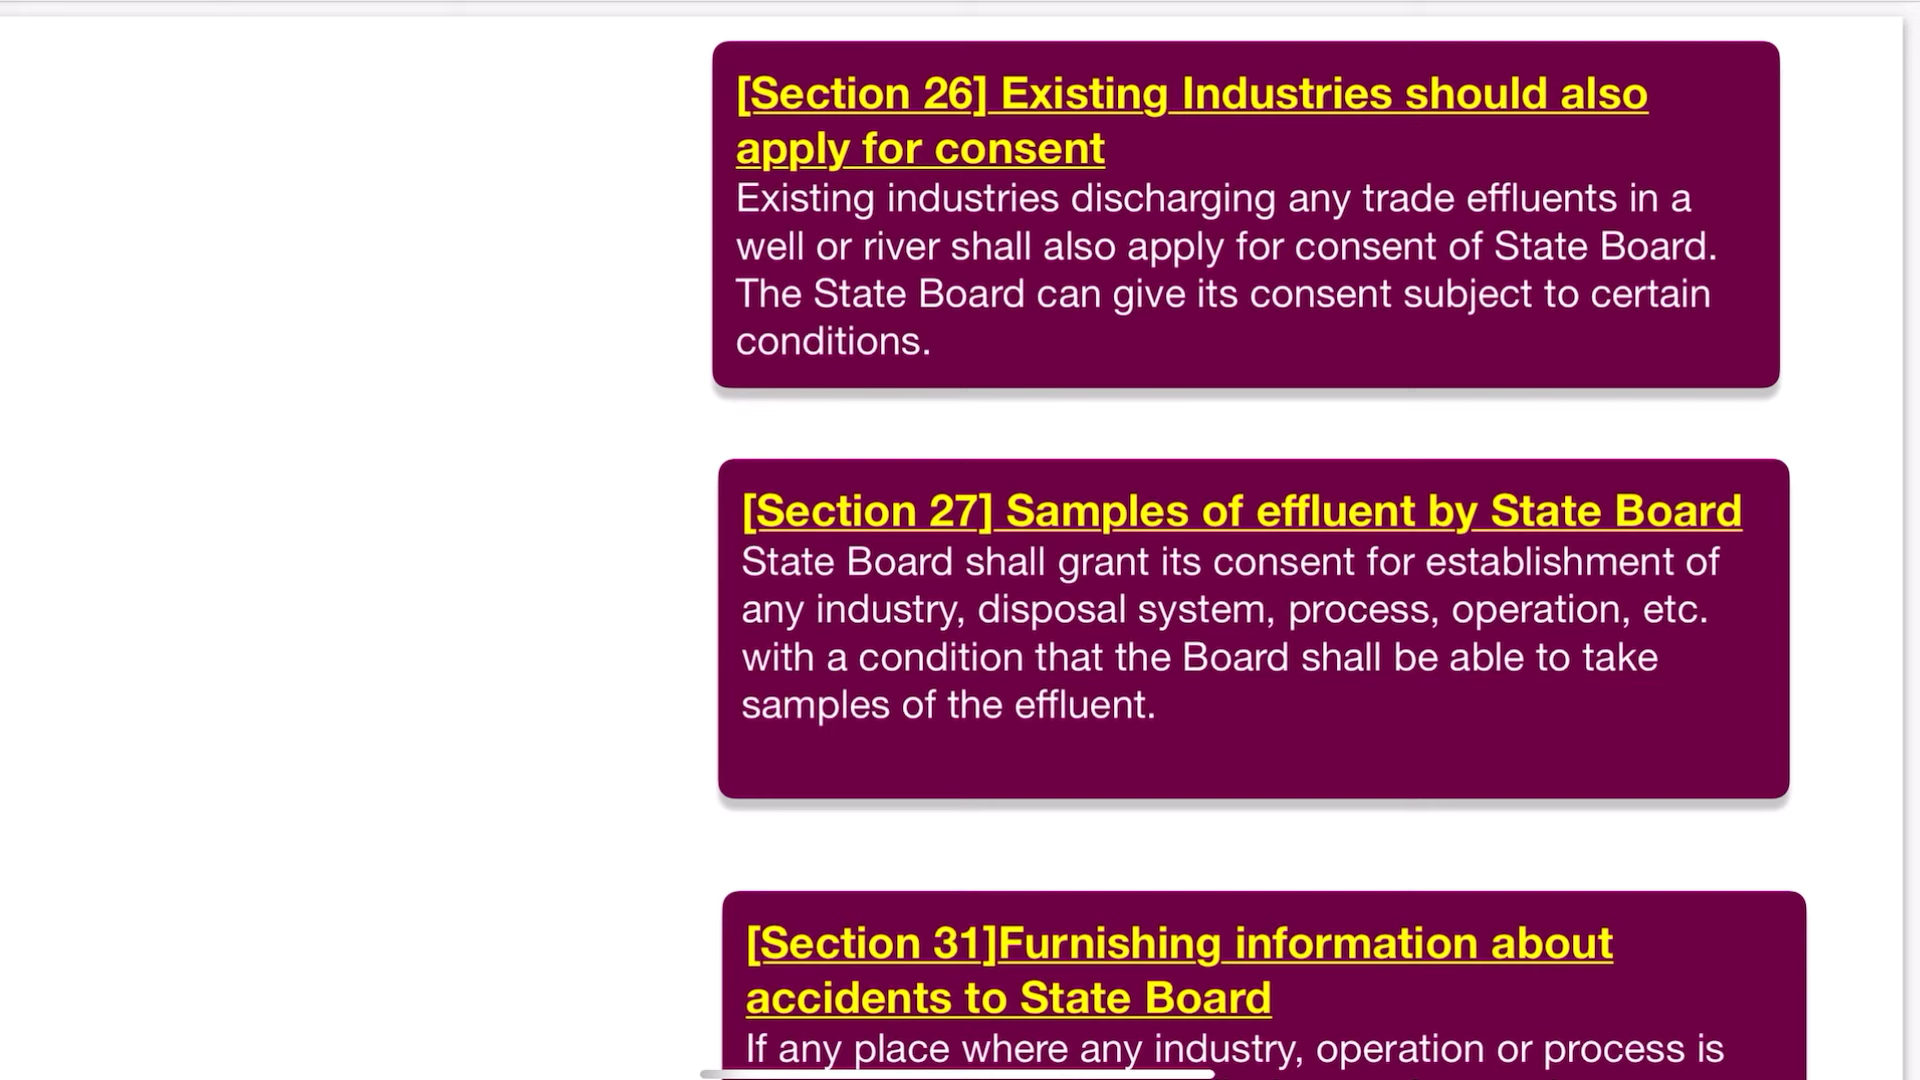 [Section 26] Existing Industries should also
apply for consent
Existing industries discharging any trade effluents in a
well or river shall also apply for consent of State Board.
The State Board can give its consent subject to certain
conditions.
[Section 27] Samples of effluent by State Board
State Board shall grant its consent for establishment of
any industry, disposal system, process, operation, etc.
with a condition that the Board shall be able to take
samples of the effluent.
[Section 31]Furnishing information about
accidents to State Board
If any place where any industry, operation or process is